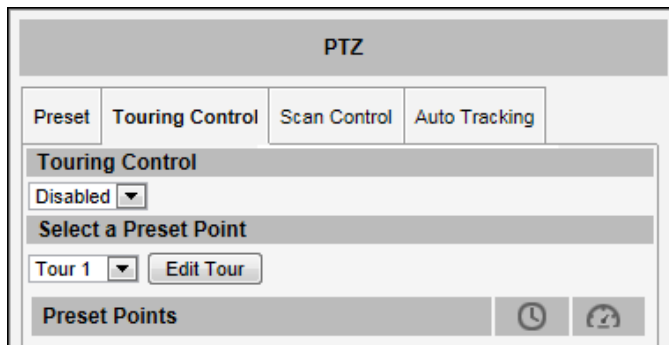 PTZ
Preset Touring Control Scan Control Auto Tracking
Touring Control
Disabled
Select a Preset Point
Tour 1 Edit Tour
Preset Points